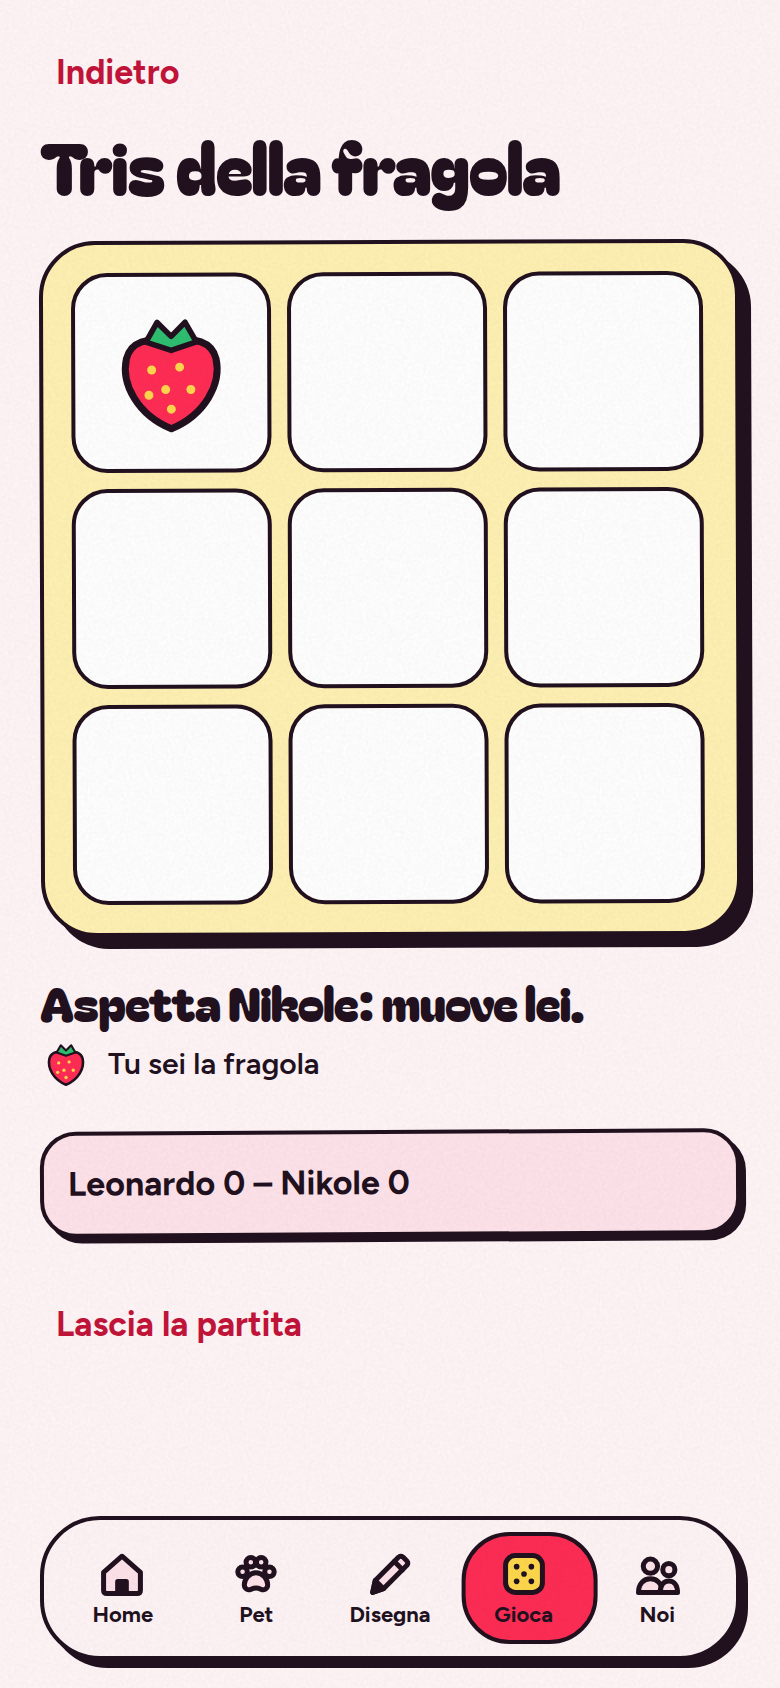 Indietro
Tris della fragola
Aspetta Nikole: muove lei.
Tu sei la fragola
Leonardo 0 – Nikole 0
Lascia la partita
Home Pet Disegna Gioca Noi